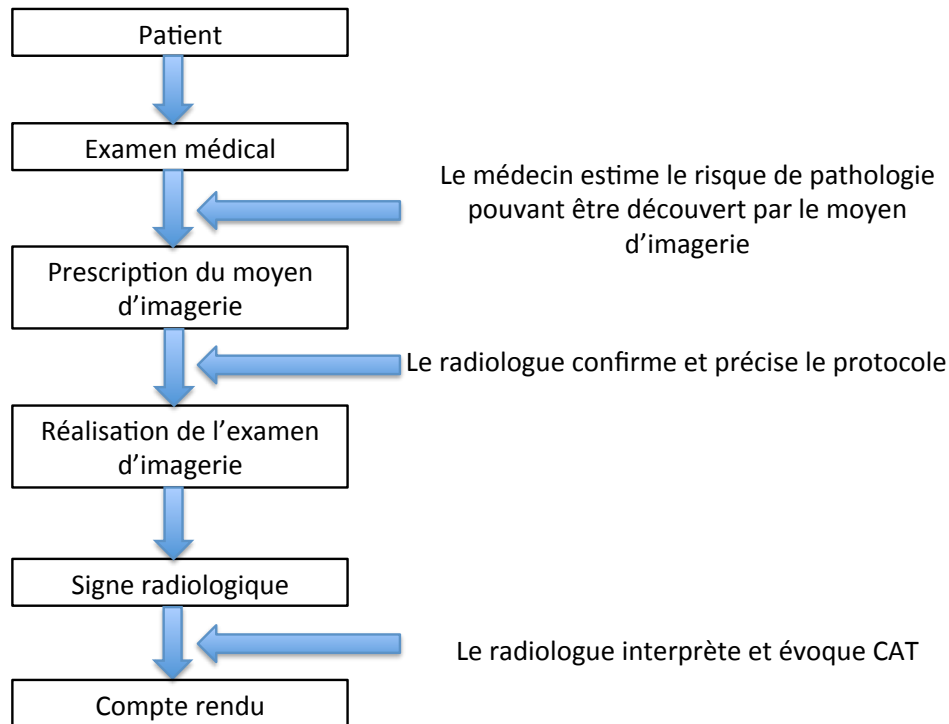 Patient
Examen médical
Le médecin estime le risque de pathologie
pouvant être découvert par le moyen
d'imagerie
Prescription du moyen
d'imagerie
Le radiologue confirme et précise le protocole
Réalisation de l'examen
d'imagerie
Signe radiologique
Le radiologue interprète et évoque CAT
Compte rendu